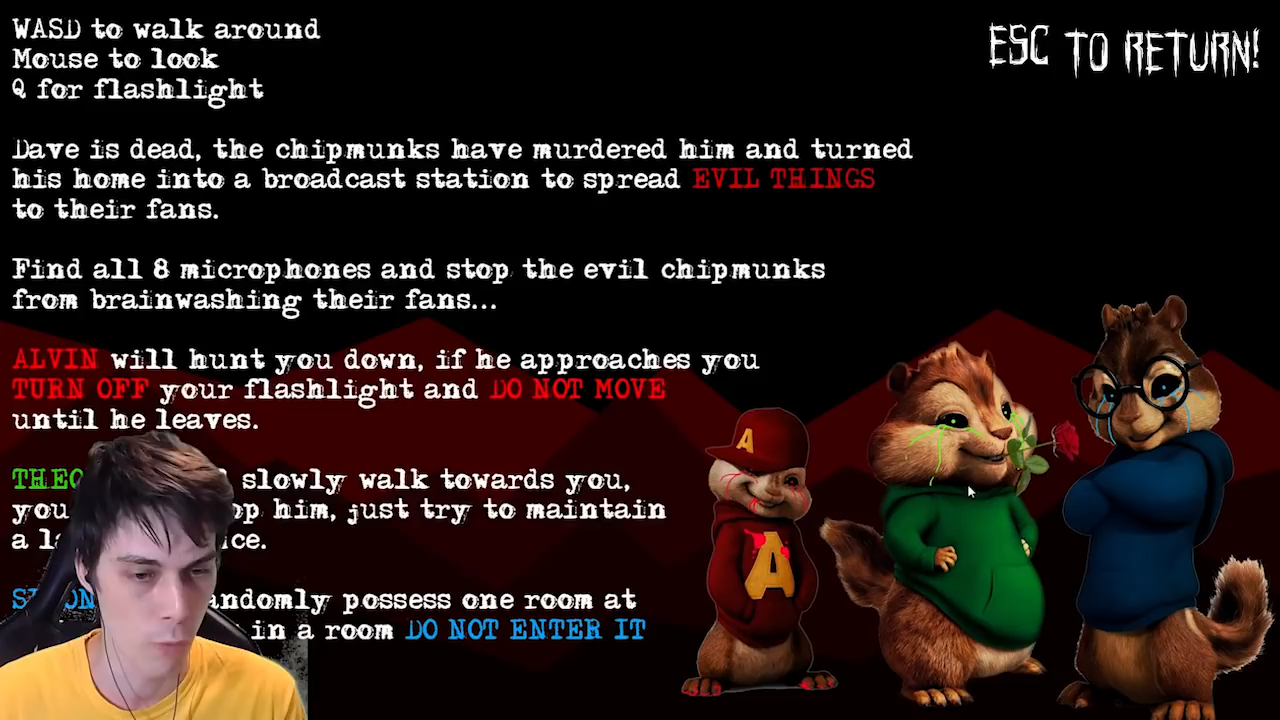 WASD to walk around
ESC TO RETURN!
Mouse to look
Q for flashlight
Dave is dead, the chipmunks have murdered him and turned
his home into a broadcast station to spread EVIL THINGS
to their fans.
Find all 8 microphones and stop the evil chipmunks
from brainwashing their fans...
ALVIN will hunt you down, if he approaches you
TURN OFF your flashlight and DO NOT MOVE
until he leaves.
slowly walk towards you,
him, just try to maintain
a
possess one room at
in a room DO NOT ENTER IT
A
A